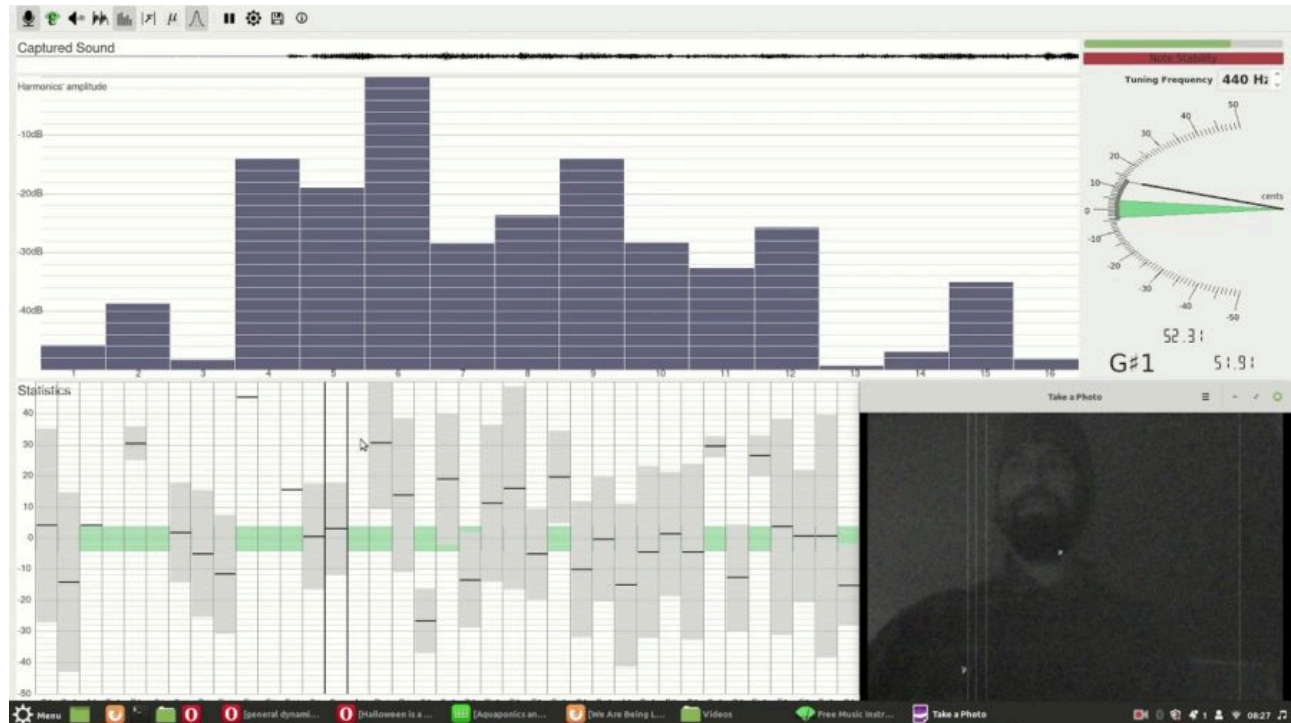 Captured Sound
Harmonics' amplitude
-10dB
-20dB
-30dB
-40dB
1 2 3 4 5 6 7 8 9 10 11 12 13 14 15 16
Note Stability
Tuning Frequency 440 Hz
50
40
30
20
10
0
-10
-20
-30
-40
-50
cents
52.31
G♯1 51.91
Statistics
40
30
20
10
0
-10
-20
-30
-40
-50
Take a Photo
Menu
[general dynami...
[Halloween is a ...
[Aquaponics an...
[We Are Being L...
Videos
Free Music Instr...
Take a Photo
1
08:27